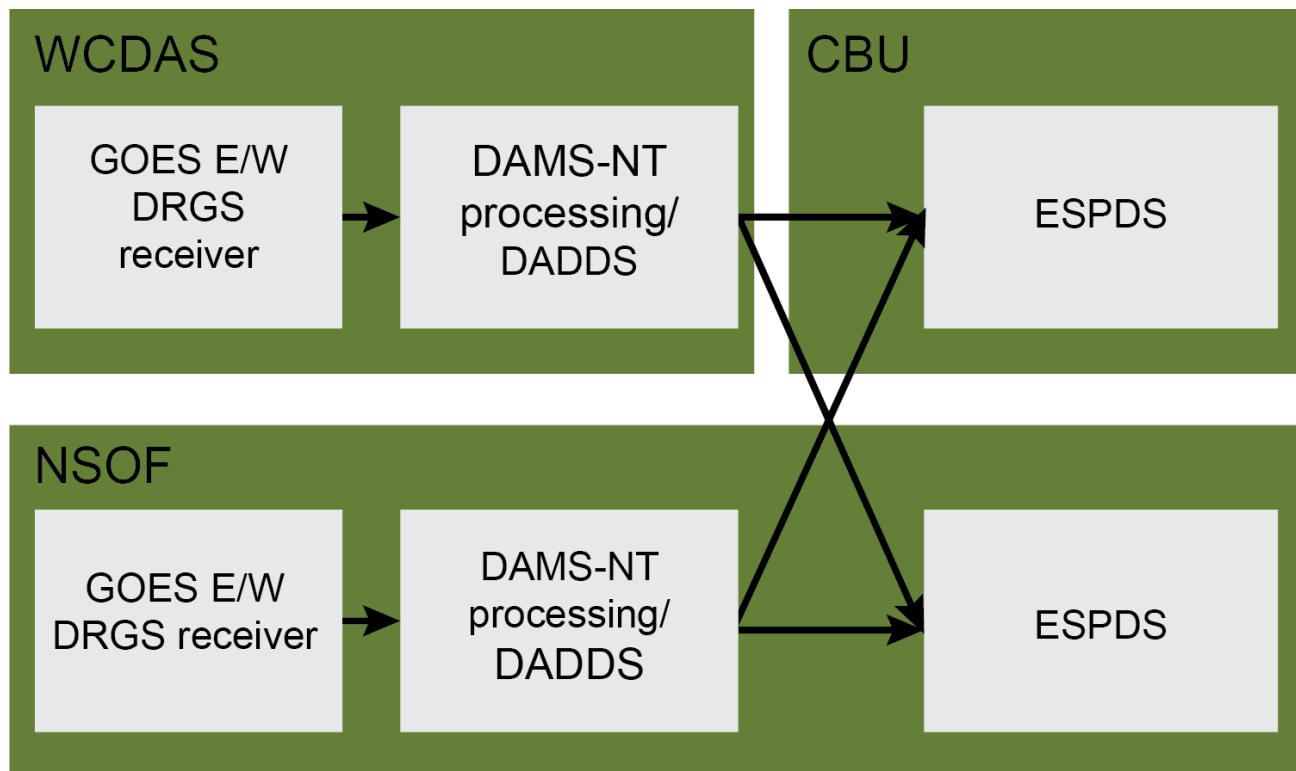 WCDAS
GOES E/W
DRGS
receiver
DAMS-NT
processing/
DADDS
CBU
ESPDS
NSOF
GOES E/W
DRGS receiver
DAMS-NT
processing/
DADDS
ESPDS